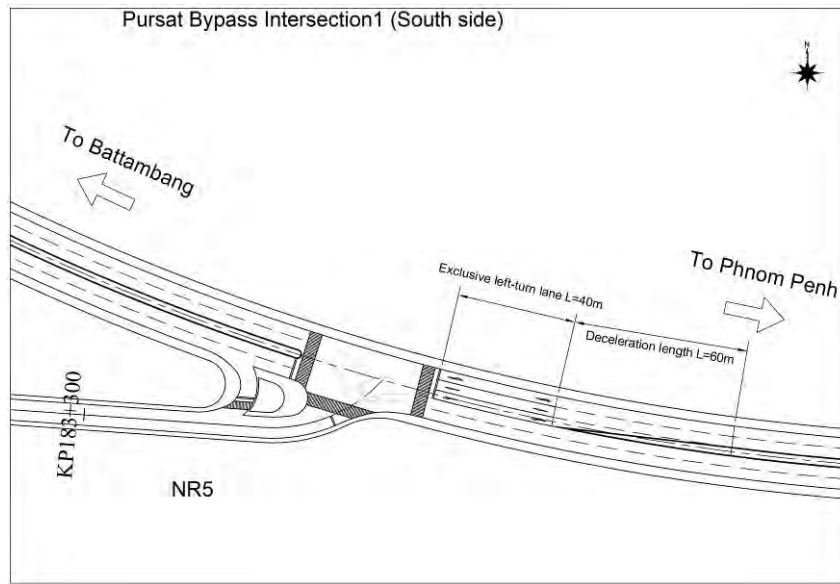 Pursat Bypass Intersection1 (South side)
N
To Battambang
To Phnom Penh
Exclusive left-turn lane L=40m
Deceleration length L=60m
KP183+300
NR5